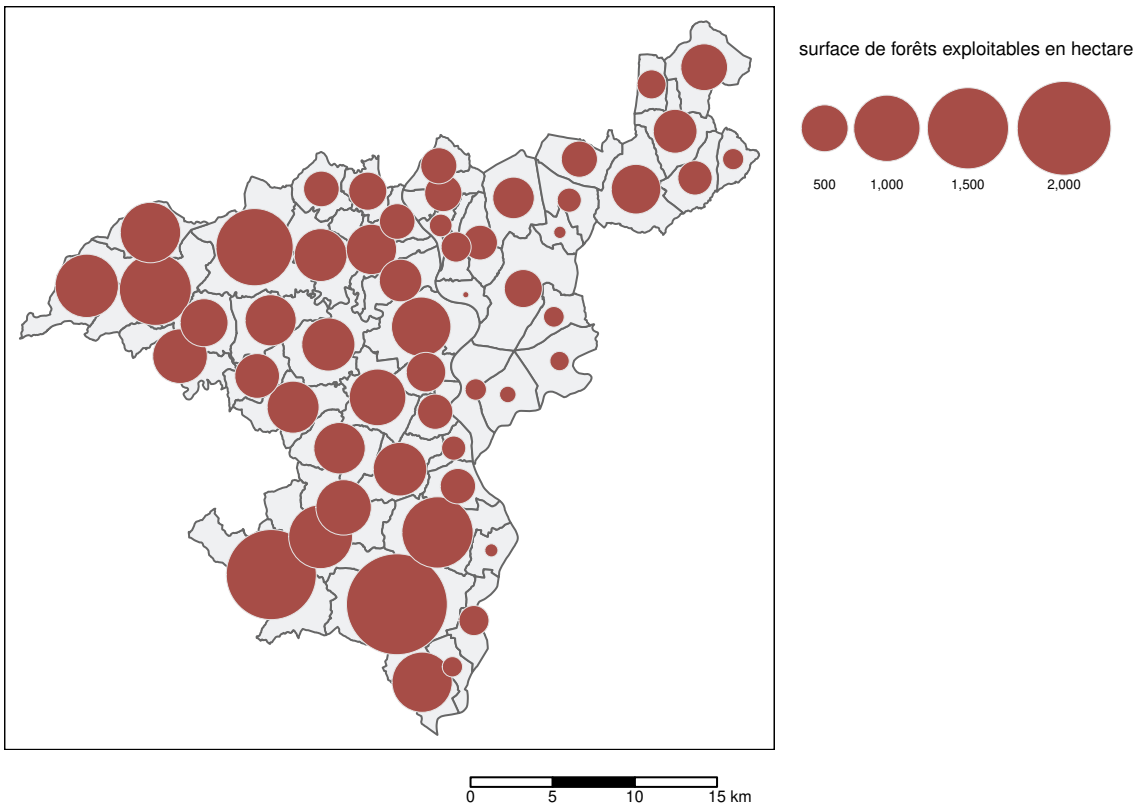 surface de forêts exploitables en hectare
500 1,000 1,500 2,000
0 5 10 15 km